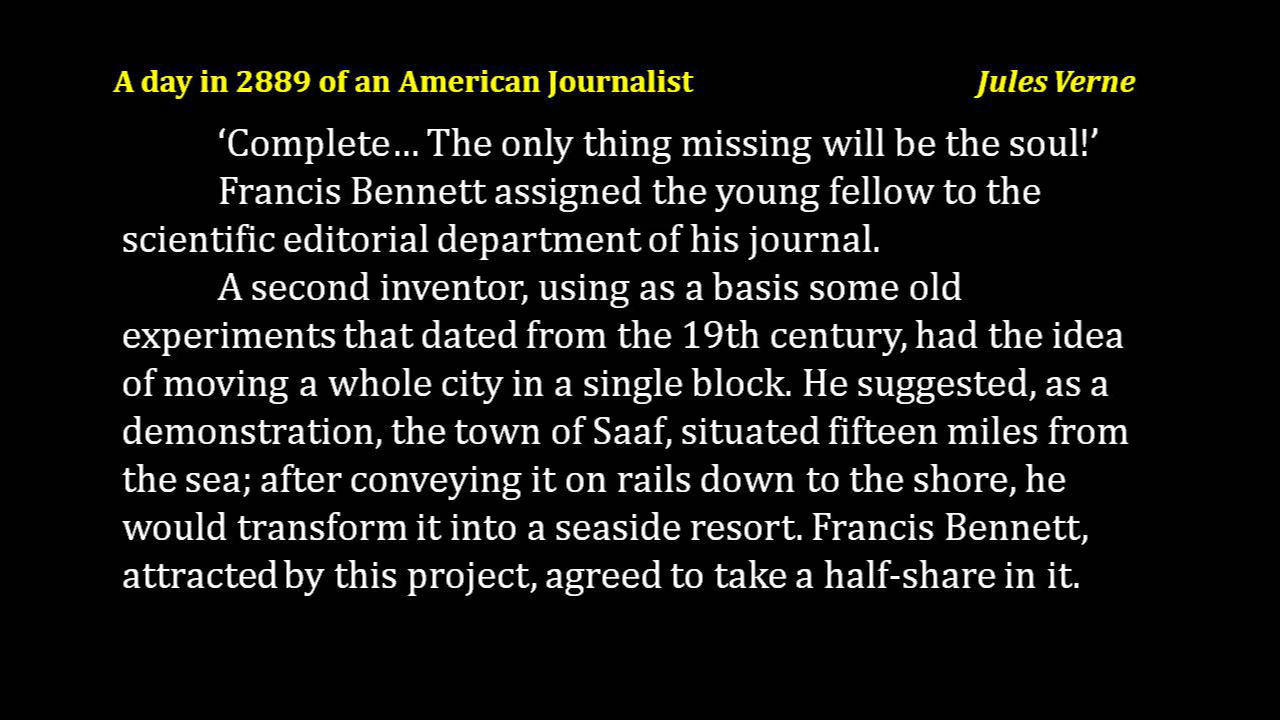 A day in 2889 of an American Journalist Jules Verne
‘Complete… The only thing missing will be the soul!’
Francis Bennett assigned the young fellow to the
scientific editorial department of his journal.
A second inventor, using as a basis some old
experiments that dated from the 19th century, had the idea
of moving a whole city in a single block. He suggested, as a
demonstration, the town of Saaf, situated fifteen miles from
the sea; after conveying it on rails down to the shore, he
would transform it into a seaside resort. Francis Bennett,
attracted by this project, agreed to take a half-share in it.